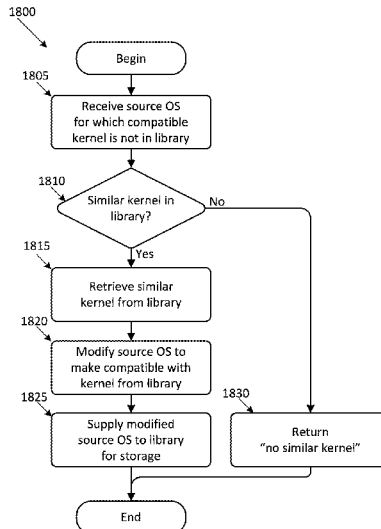 1800
Begin
1805
Receive source OS
for which compatible
kernel is not in library
1810
Similar kernel in
library?
No
Yes
1815
Retrieve similar
kernel from library
1820
Modify source OS to
make compatible with
kernel from library
1825
Supply modified
source OS to library
for storage
1830
Return
"no similar kernel"
End